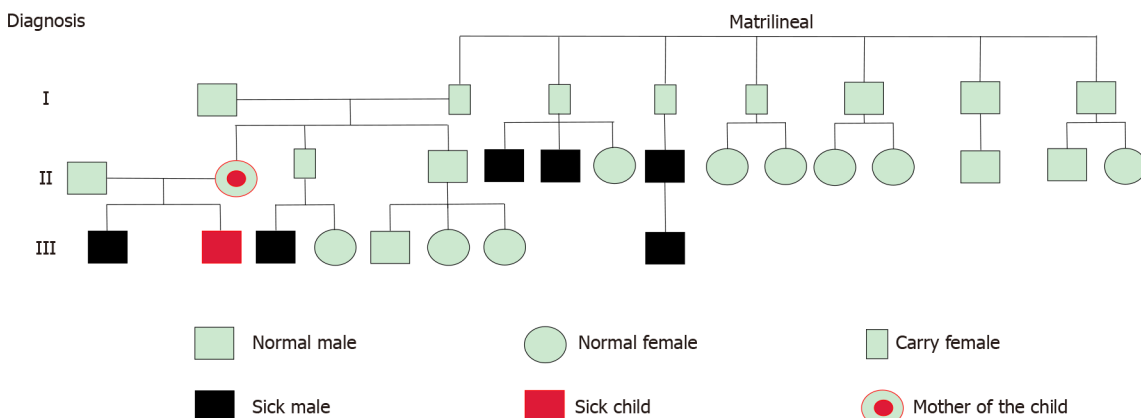 Diagnosis
Matrilineal
I
II
III
Normal male
Normal female
Carry female
Sick male
Sick child
Mother of the child